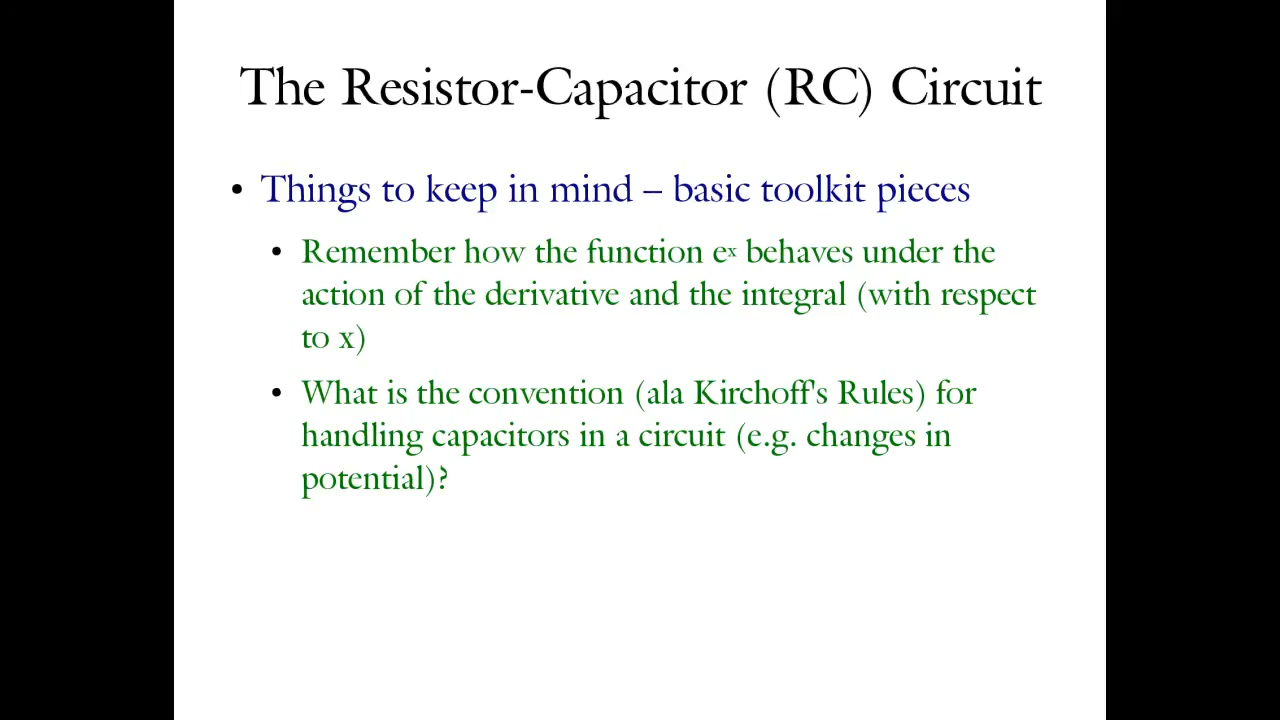 The Resistor-Capacitor (RC) Circuit
• Things to keep in mind – basic toolkit pieces
• Remember how the function eˣ behaves under the
action of the derivative and the integral (with respect
to x)
• What is the convention (ala Kirchoff's Rules) for
handling capacitors in a circuit (e.g. changes in
potential)?